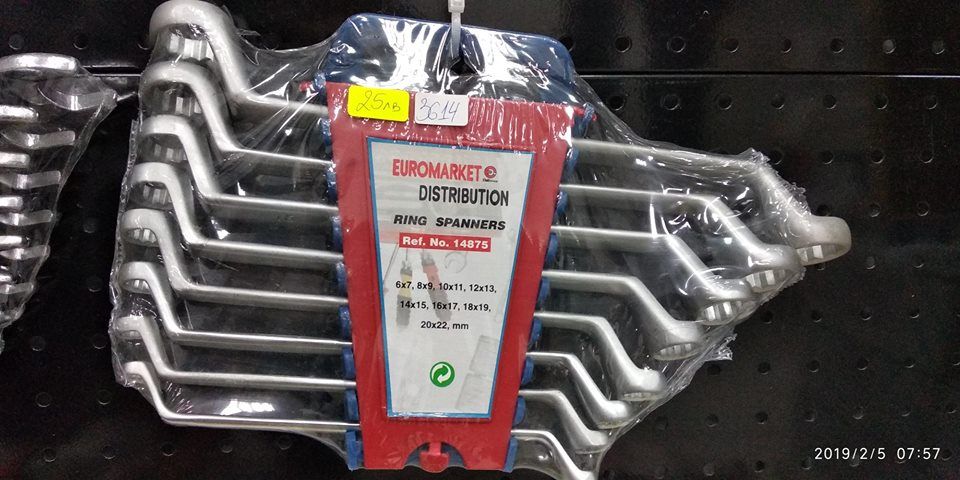 25лв
3614
EUROMARKET
DISTRIBUTION
RING SPANNERS
Ref. No. 14875
6x7, 8x9, 10x11, 12x13,
14x15, 16x17, 18x19,
20x22, mm
2019/2/5 07:57